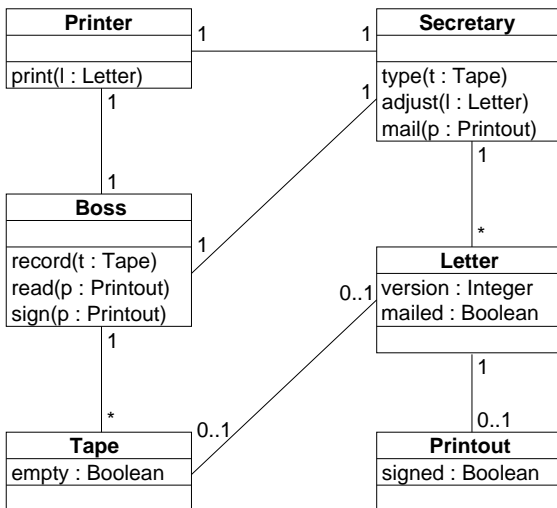 Printer
print(l : Letter)
1
1
Secretary
type(t : Tape)
adjust(l : Letter)
mail(p : Printout)
1
1
1
1
Boss
record(t : Tape)
read(p : Printout)
sign(p : Printout)
1
1
*
Letter
version : Integer
mailed : Boolean
0..1
1
*
0..1
Tape
empty : Boolean
1
0..1
Printout
signed : Boolean